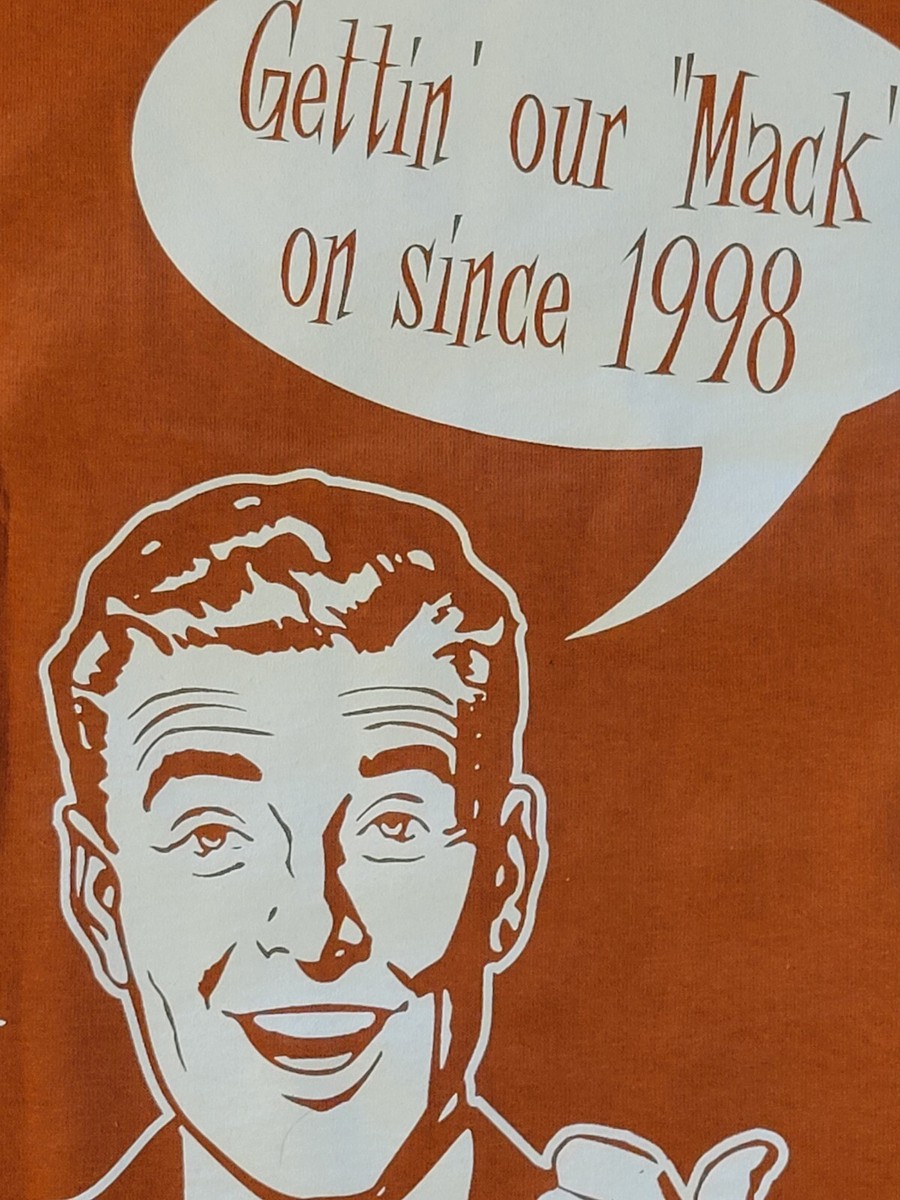 Gettin' our "Mack"
on since 1998